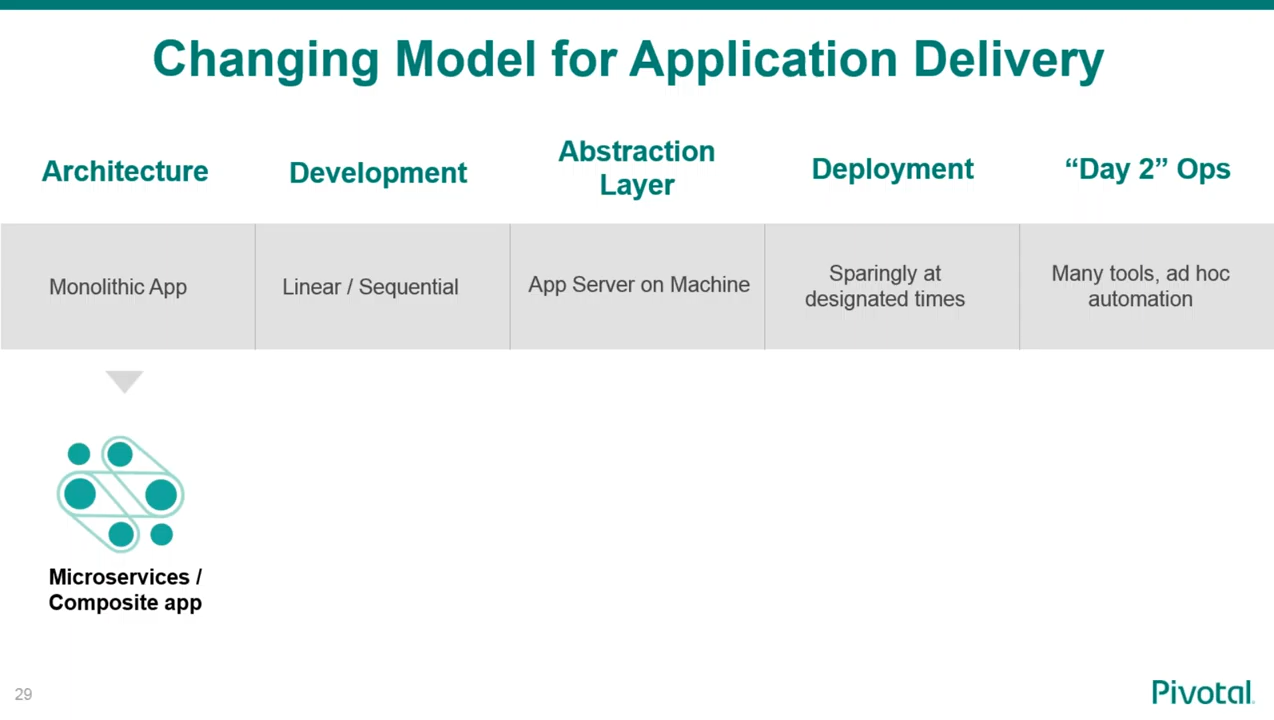 Changing Model for Application Delivery
Architecture
Development
Abstraction
Layer
Deployment
“Day 2” Ops
Monolithic App
Linear / Sequential
App Server on Machine
Sparingly at
designated times
Many tools, ad hoc
automation
Microservices /
Composite app
29
Pivotal